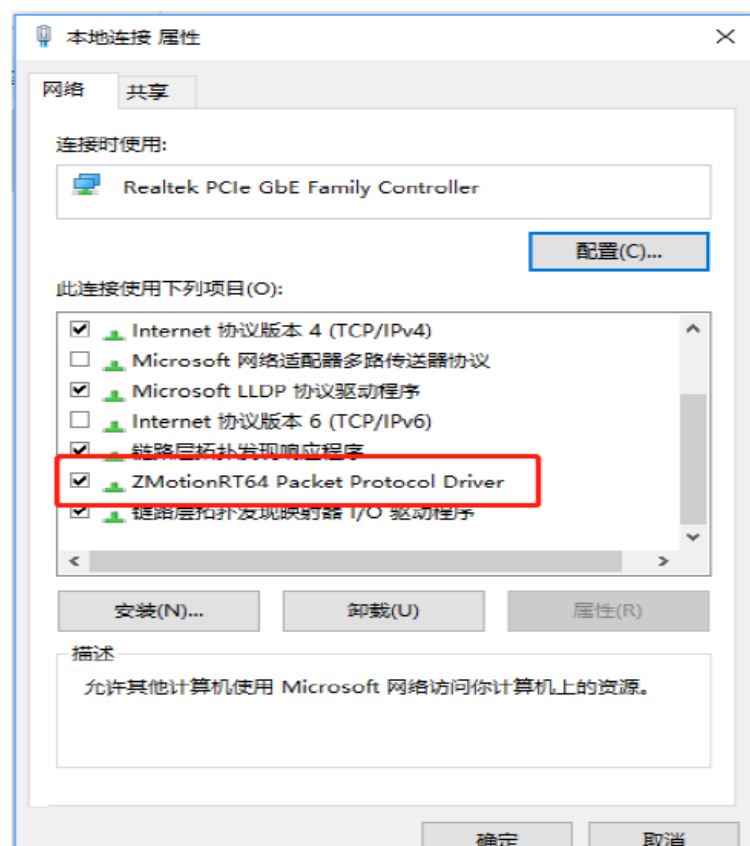 本地连接 属性
网络
共享
连接时使用:
Realtek PCIe GbE Family Controller
配置(C)...
此连接使用下列项目(O):
Internet 协议版本 4 (TCP/IPv4)
Microsoft 网络适配器多路传送器协议
Microsoft LLDP 协议驱动程序
Internet 协议版本 6 (TCP/IPv6)
链路层拓扑发现响应程序
ZMotionRT64 Packet Protocol Driver
链路层拓扑发现映射器 I/O 驱动程序
安装(N)...
卸载(U)
属性(R)
描述
允许其他计算机使用 Microsoft 网络访问你计算机上的资源。
确定
取消